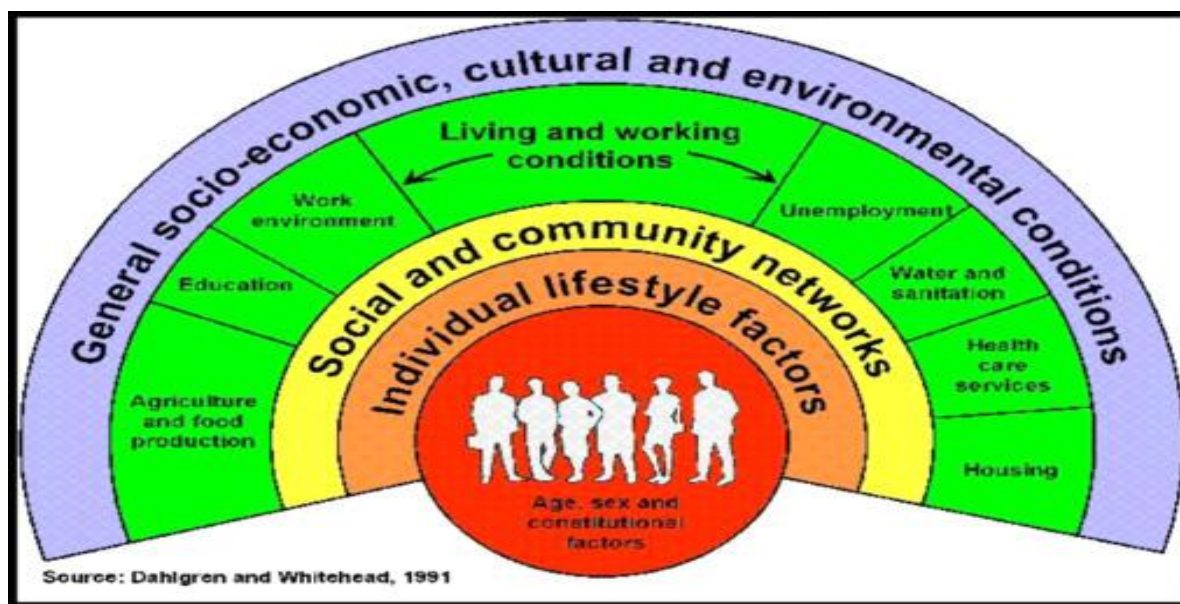 General socio-economic, cultural and environmental conditions
Living and working
conditions
Work
environment
Education
Agriculture
and food
production
Unemployment
Water and
sanitation
Health
care
services
Housing
Social and community networks
Individual lifestyle factors
Age, sex and
constitutional
factors
Source: Dahlgren and Whitehead, 1991